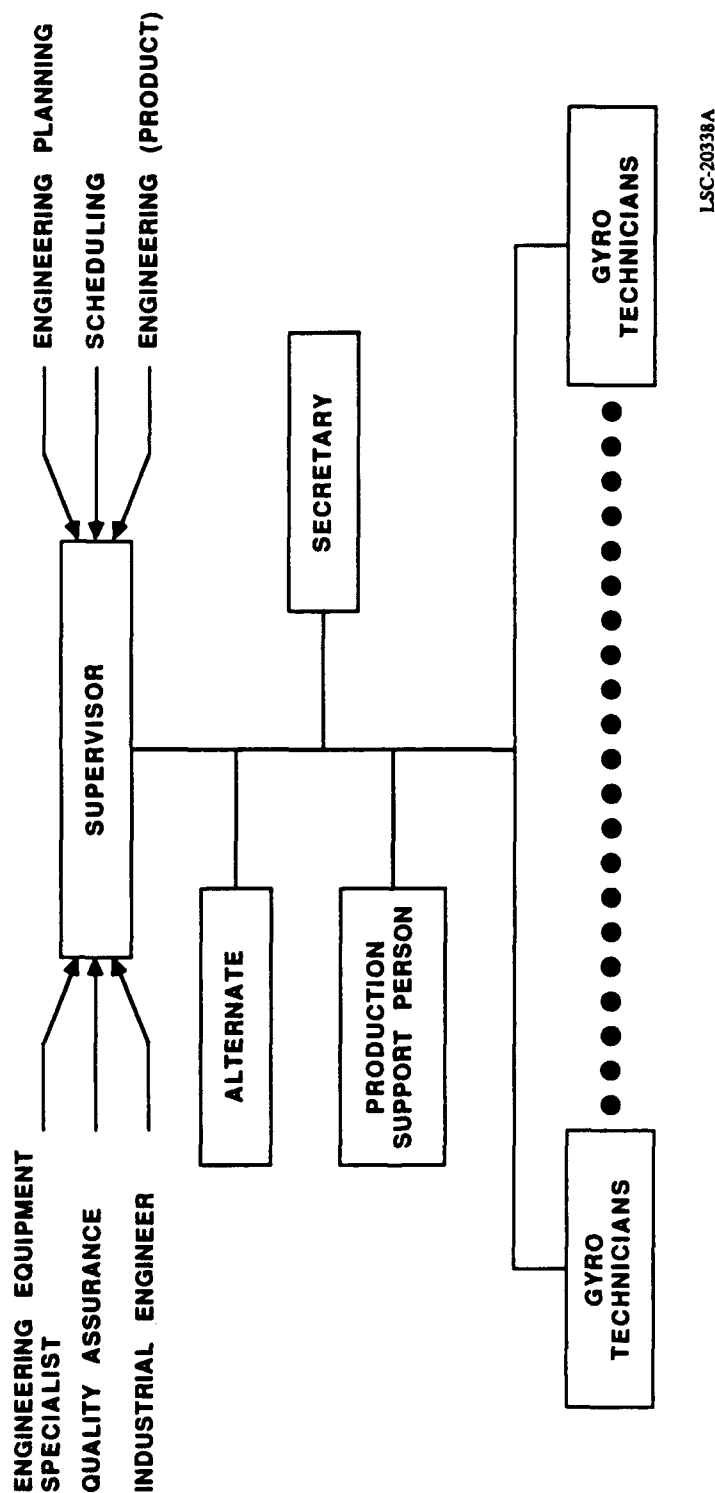 ENGINEERING EQUIPMENT
SPECIALIST
QUALITY ASSURANCE
INDUSTRIAL ENGINEER
SUPERVISOR
ENGINEERING PLANNING
SCHEDULING
ENGINEERING (PRODUCT)
ALTERNATE
SECRETARY
PRODUCTION
SUPPORT PERSON
GYRO
TECHNICIANS
GYRO
TECHNICIANS
LSC-20338A